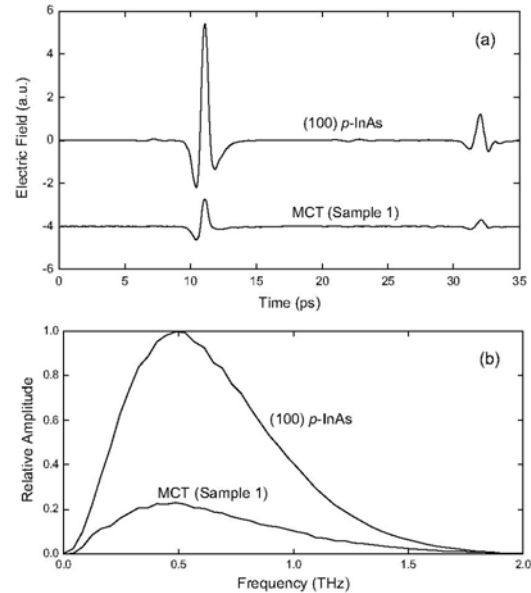 6
(a)
4
2
(100) p-InAs
0
-2
MCT (Sample 1)
-4
-6
Electric Field (a.u.)
0 5 10 15 20 25 30 35
Time (ps)
1.0
(b)
0.8
(100) p-InAs
0.6
0.4
MCT (Sample 1)
0.2
0.0
Relative Amplitude
0.0 0.5 1.0 1.5 2.0
Frequency (THz)